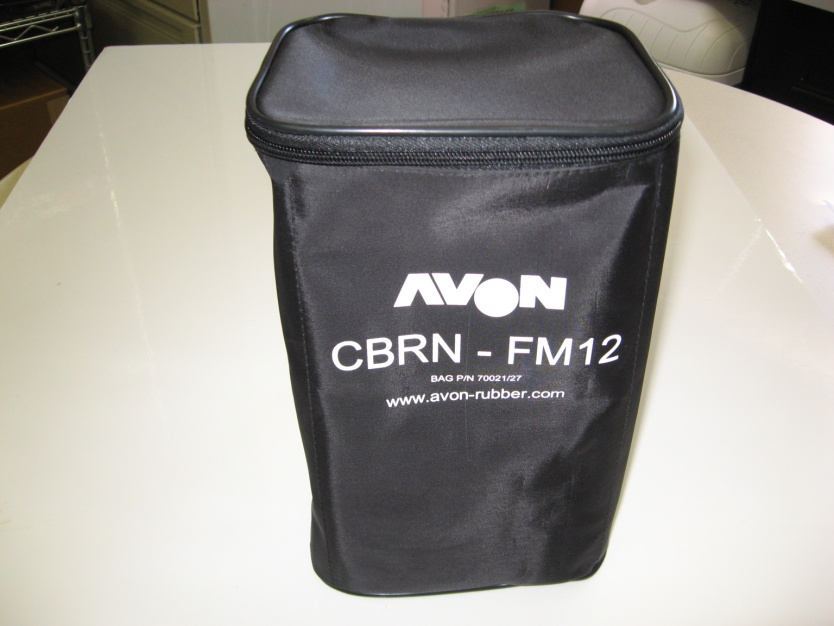 AVON
CBRN - FM12
BAG P/N 70021/27
www.avon-rubber.com